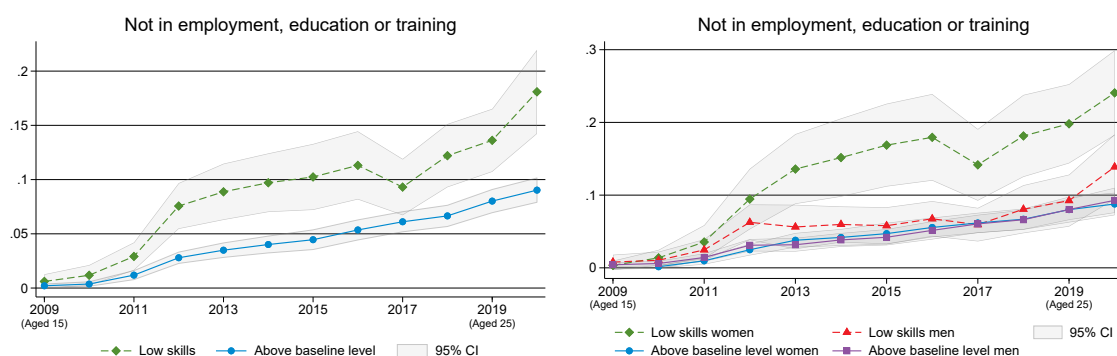 Not in employment, education or training
.2
.15
.1
.05
0
2009 2011 2013 2015 2017 2019
(Aged 15) (Aged 25)
Low skills Above baseline level 95% CI
Not in employment, education or training
.3
.2
.1
0
2009 2011 2013 2015 2017 2019
(Aged 15) (Aged 25)
Low skills women Low skills men 95% CI
Above baseline level women Above baseline level men